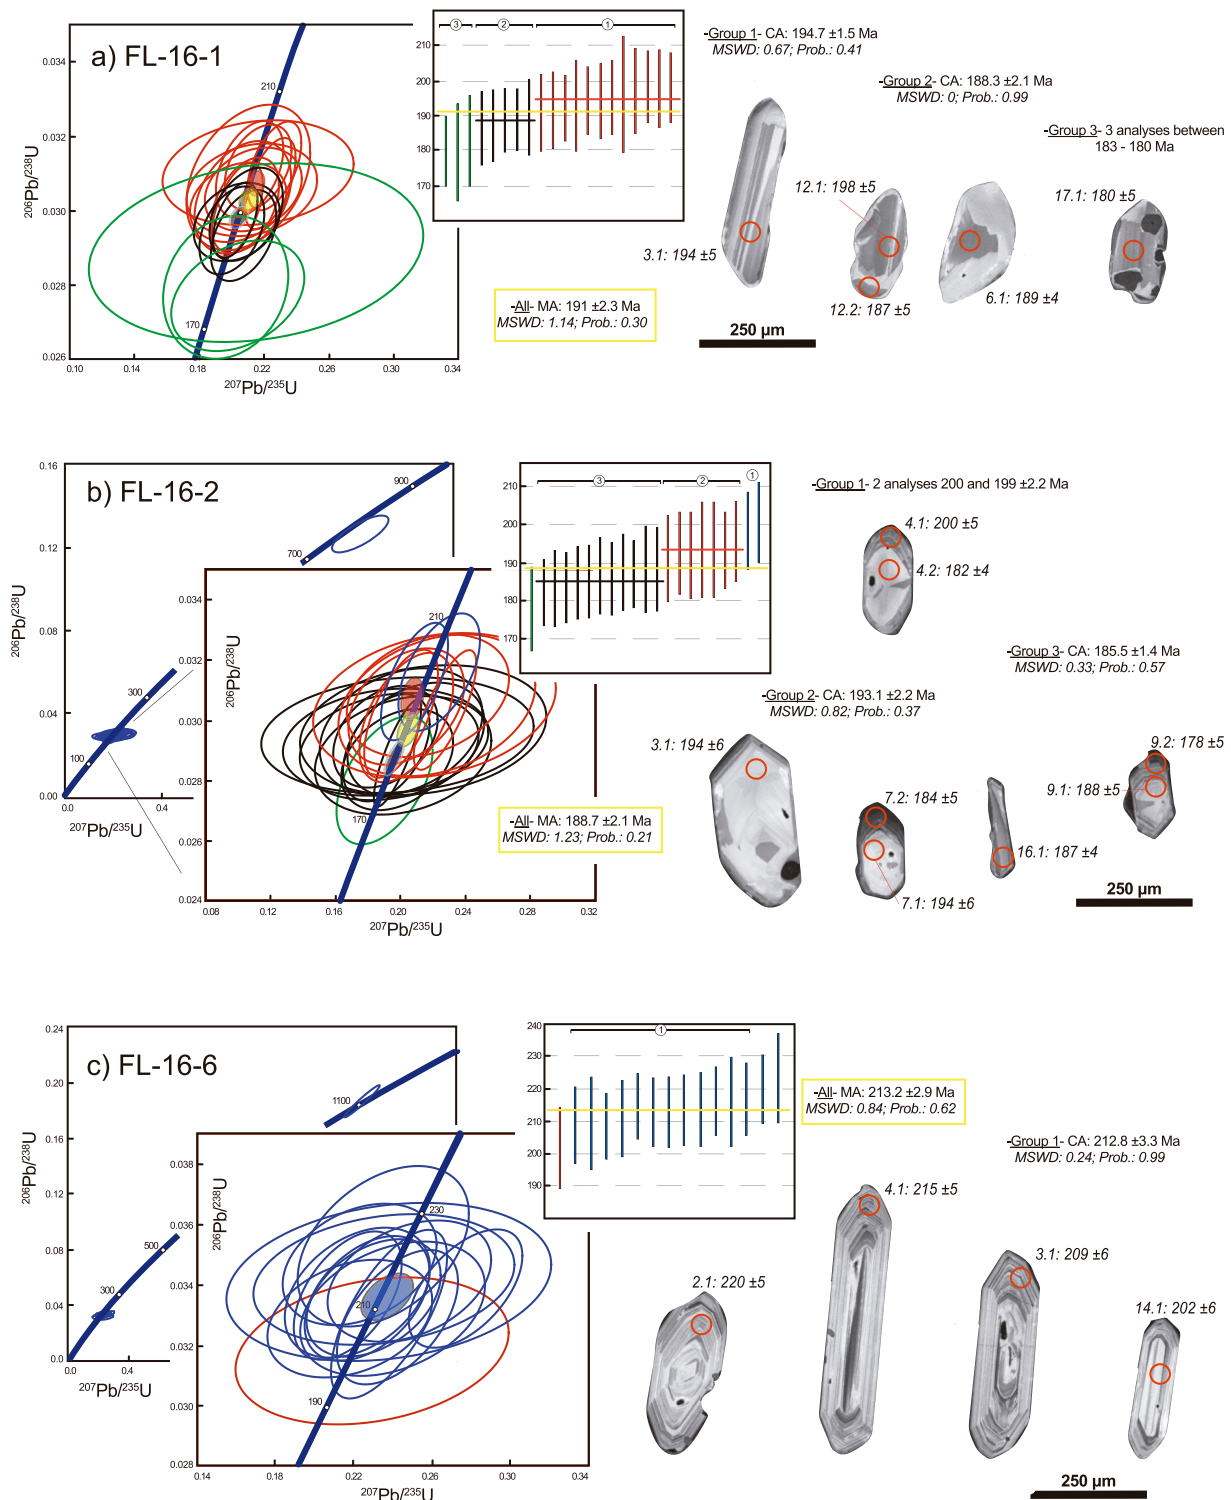 a) FL-16-1
0.034
0.032
0.030
0.028
0.026
206Pb/238U
210
170
0.10 0.14 0.18 0.22 0.26 0.30 0.34
207Pb/235U
3 2 1
210
200
190
180
170
-All- MA: 191 ±2.3 Ma
MSWD: 1.14; Prob.: 0.30
-Group 1- CA: 194.7 ±1.5 Ma
MSWD: 0.67; Prob.: 0.41
-Group 2- CA: 188.3 ±2.1 Ma
MSWD: 0; Prob.: 0.99
-Group 3- 3 analyses between
183 - 180 Ma
3.1: 194 ±5
12.1: 198 ±5
12.2: 187 ±5
6.1: 189 ±4
17.1: 180 ±5
250 µm
b) FL-16-2
0.16
0.12
0.08
0.04
0.00
206Pb/238U
900
700
300
100
0.0 0.4
207Pb/235U
0.034
0.032
0.030
0.028
0.026
0.024
206Pb/238U
210
170
0.08 0.12 0.16 0.20 0.24 0.28 0.32
207Pb/235U
3 2 1
210
200
190
180
170
-All- MA: 188.7 ±2.1 Ma
MSWD: 1.23; Prob.: 0.21
-Group 1- 2 analyses 200 and 199 ±2.2 Ma
4.1: 200 ±5
4.2: 182 ±4
-Group 3- CA: 185.5 ±1.4 Ma
MSWD: 0.33; Prob.: 0.57
-Group 2- CA: 193.1 ±2.2 Ma
MSWD: 0.82; Prob.: 0.37
3.1: 194 ±6
7.2: 184 ±5
7.1: 194 ±6
16.1: 187 ±4
9.2: 178 ±5
9.1: 188 ±5
250 µm
c) FL-16-6
0.24
0.20
0.16
0.12
0.08
0.04
0.0
206Pb/238U
1100
500
300
0.0 0.4
207Pb/235U
0.038
0.036
0.034
0.032
0.030
0.028
206Pb/238U
230
210
190
0.14 0.18 0.22 0.26 0.30 0.34
207Pb/235U
1
240
230
220
210
200
190
-All- MA: 213.2 ±2.9 Ma
MSWD: 0.84; Prob.: 0.62
-Group 1- CA: 212.8 ±3.3 Ma
MSWD: 0.24; Prob.: 0.99
4.1: 215 ±5
2.1: 220 ±5
3.1: 209 ±6
14.1: 202 ±6
250 µm